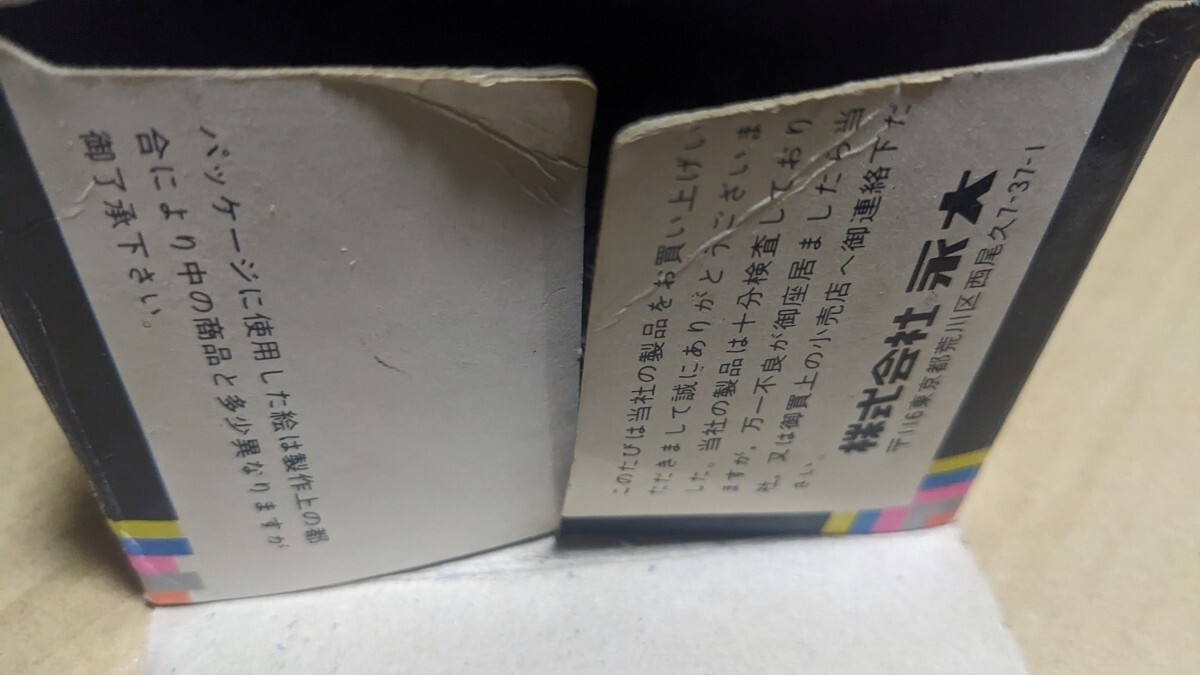 パッケージに使用した絵は製作上の都
合により中の商品と多少異なりますが
御了承下さい。
このたびは当社の製品をお買い上げい
ただきまして誠にありがとうございま
した。当社の製品は十分検査しており
ますが、万一不良が御座居ましたら当
社、又は御買上の小売店へ御連絡下だ
さい。
株式会社 永大
〒116東京都荒川区西尾久7-37-1